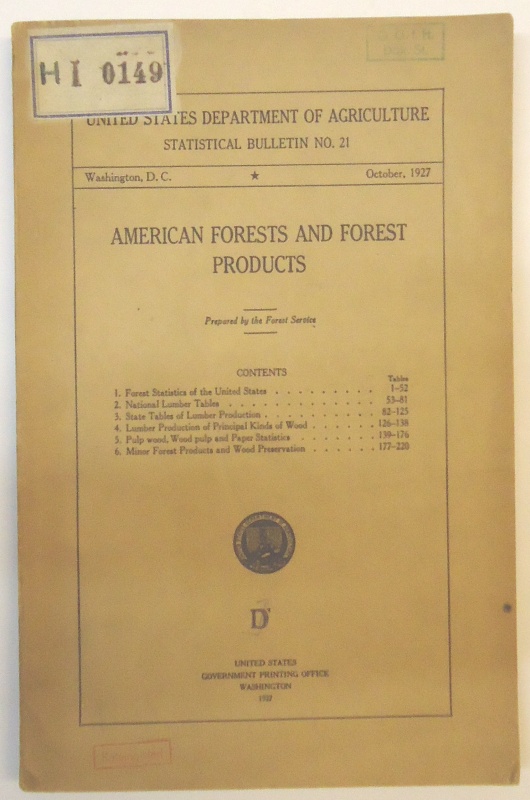 HI 0149
UNITED STATES DEPARTMENT OF AGRICULTURE
STATISTICAL BULLETIN NO. 21
Washington, D. C. ★ October, 1927
AMERICAN FORESTS AND FOREST
PRODUCTS
Prepared by the Forest Service
CONTENTS
Tables
1. Forest Statistics of the United States . . . . . . . . . 1–52
2. National Lumber Tables . . . . . . . . . . . . . 53–81
3. State Tables of Lumber Production . . . . . . . . . 82–125
4. Lumber Production of Principal Kinds of Wood . . . . . . 126–138
5. Pulp wood, Wood pulp and Paper Statistics . . . . . . 139–176
6. Minor Forest Products and Wood Preservation . . . . . . 177–220
D
UNITED STATES
GOVERNMENT PRINTING OFFICE
WASHINGTON
1927